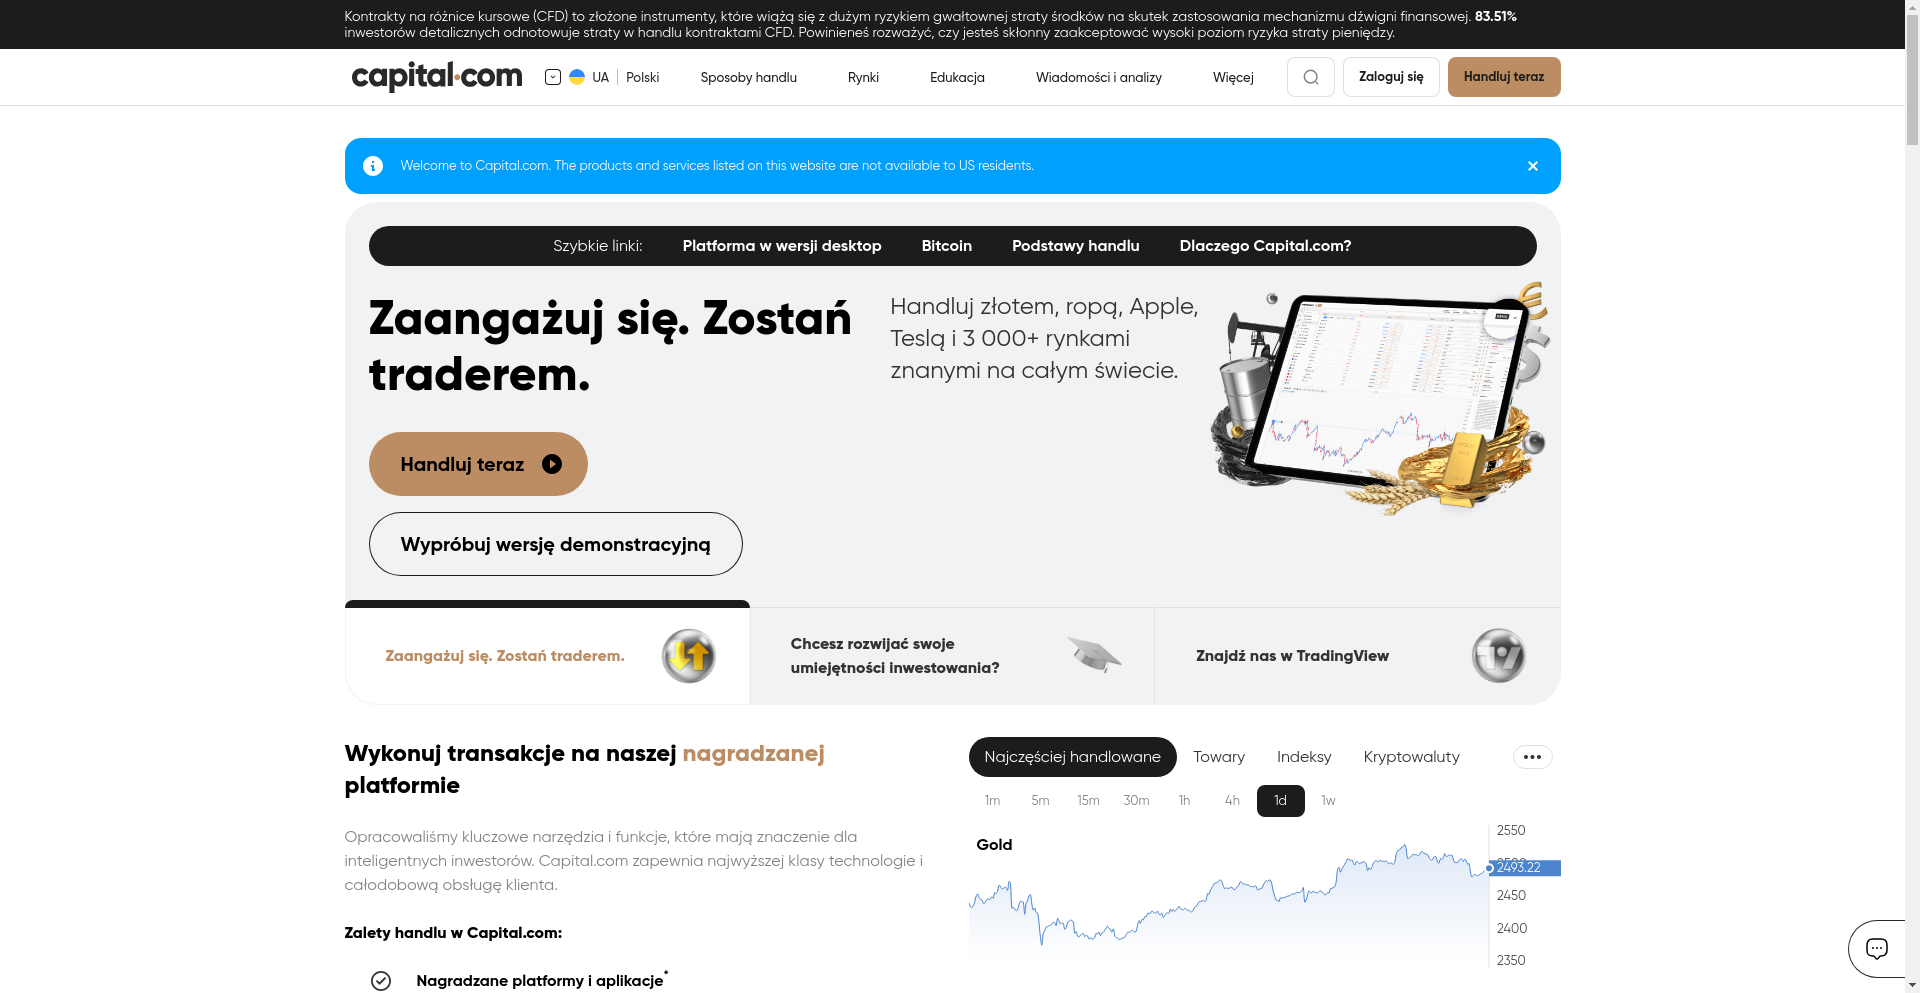 Kontrakty na różnice kursowe (CFD) to złożone instrumenty, które wiążą się z dużym ryzykiem gwałtownej straty środków na skutek zastosowania mechanizmu dźwigni finansowej. 83.51%
inwestorów detalicznych odnotowuje straty w handlu kontraktami CFD. Powinieneś rozważyć, czy jesteś skłonny zaakceptować wysoki poziom ryzyka straty pieniędzy.
capital.com
UA
Polski
Sposoby handlu
Rynki
Edukacja
Wiadomości i analizy
Więcej
Zaloguj się
Handluj teraz
Welcome to Capital.com. The products and services listed on this website are not available to US residents.
Szybkie linki:
Platforma w wersji desktop
Bitcoin
Podstawy handlu
Dlaczego Capital.com?
Zaangażuj się. Zostań
traderem.
Handluj złotem, ropą, Apple,
Teslą i 3 000+ rynkami
znanymi na całym świecie.
Handluj teraz
Wypróbuj wersję demonstracyjną
Zaangażuj się. Zostań traderem.
Chcesz rozwijać swoje
umiejętności inwestowania?
Znajdź nas w TradingView
Wykonuj transakcje na naszej nagradzanej
platformie
Opracowaliśmy kluczowe narzędzia i funkcje, które mają znaczenie dla
inteligentnych inwestorów. Capital.com zapewnia najwyższej klasy technologie i
całodobową obsługę klienta.
Zalety handlu w Capital.com:
Nagradzane platformy i aplikacje*
Najczęściej handlowane
Towary
Indeksy
Kryptowaluty
1m
5m
15m
30m
1h
4h
1d
1w
Gold
2550
2493.22
2450
2400
2350